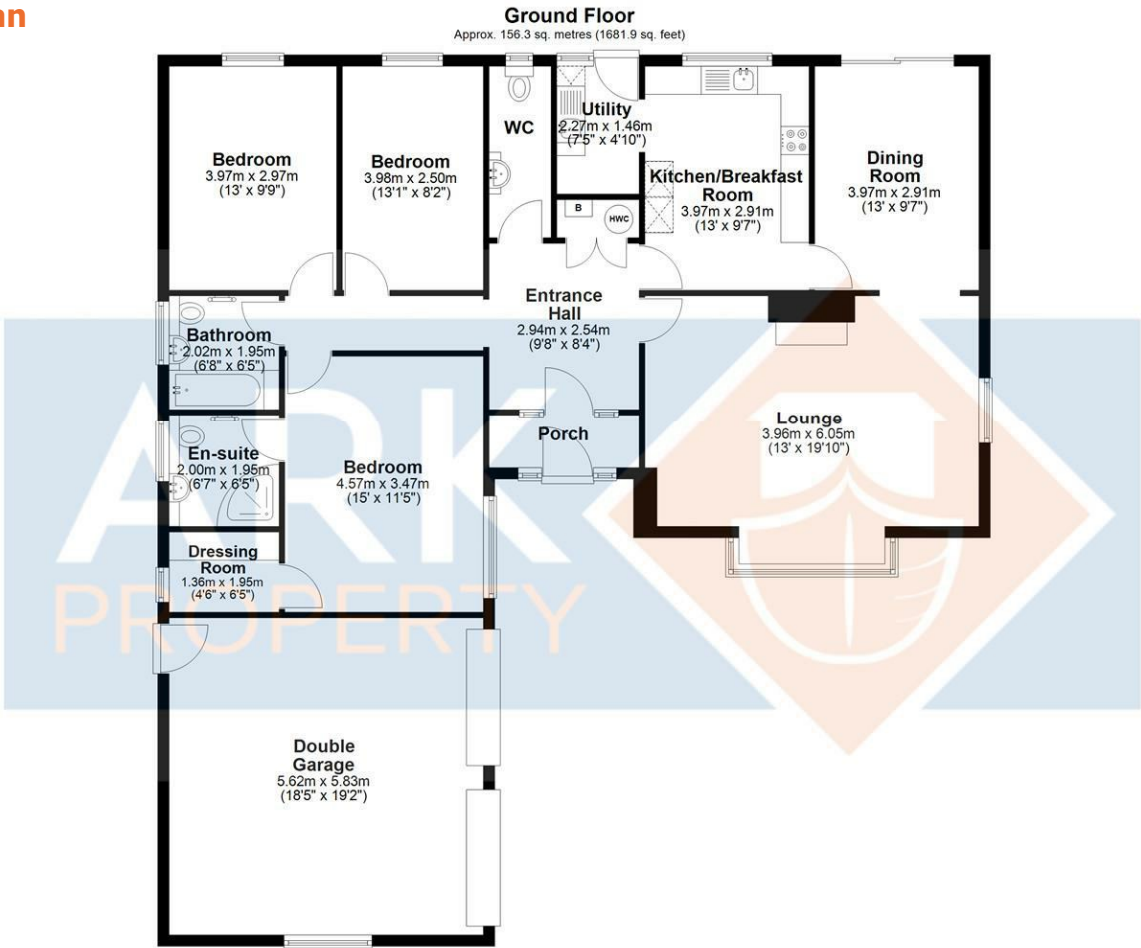 nn
Ground Floor
Approx. 156.3 sq. metres (1681.9 sq. feet)
Bedroom
3.97m x 2.97m
(13' x 9'9")
Bedroom
3.98m x 2.50m
(13'1" x 8'2")
WC
Utility
2.27m x 1.46m
(7'5" x 4'10")
Kitchen/Breakfast
Room
3.97m x 2.91m
(13' x 9'7")
Dining
Room
3.97m x 2.91m
(13' x 9'7")
B
HWC
Entrance
Hall
2.94m x 2.54m
(9'8" x 8'4")
Bathroom
2.02m x 1.95m
(6'8" x 6'5")
Porch
Lounge
3.96m x 6.05m
(13' x 19'10")
En-suite
2.00m x 1.95m
(6'7" x 6'5")
Bedroom
4.57m x 3.47m
(15' x 11'5")
Dressing
Room
1.36m x 1.95m
(4'6" x 6'5")
Double
Garage
5.62m x 5.83m
(18'5" x 19'2")
ARK
PROPERTY